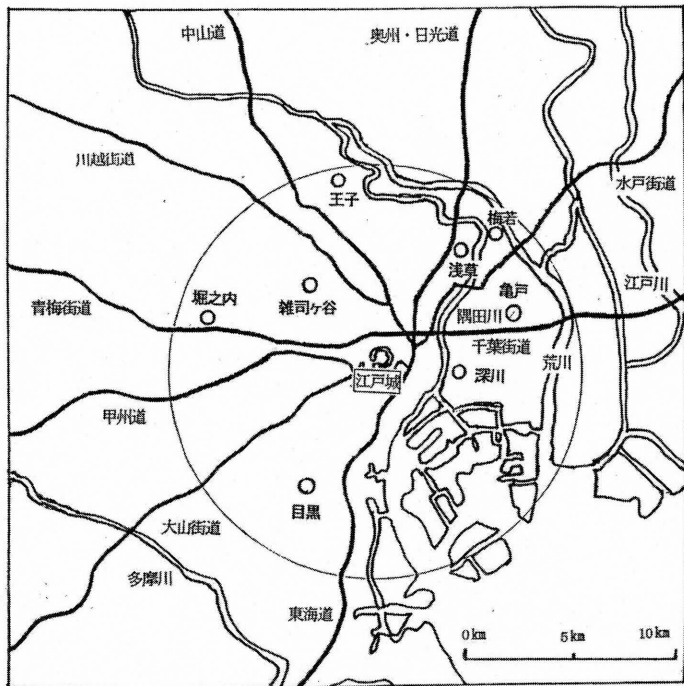 中山道
奥州・日光道
川越街道
水戸街道
王子
梅若
浅草
江戸川
青梅街道
堀之内
雑司ヶ谷
亀戸
隅田川
千葉街道
荒川
江戸城
深川
甲州道
目黒
大山街道
多摩川
東海道
0km
5km
10km